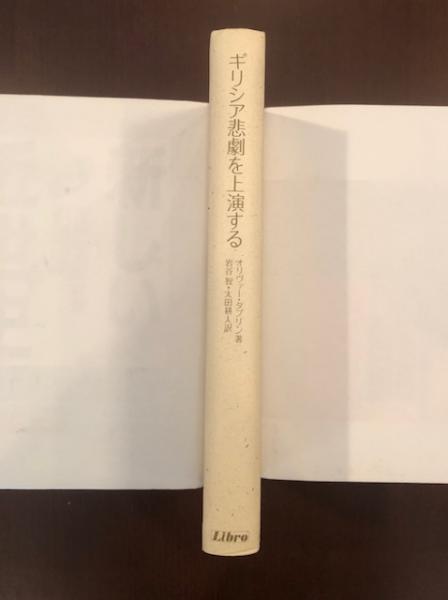 ギリシア悲劇を上演する
オリヴァー・タプリン著
岩谷 智・太田耕人訳
Libro